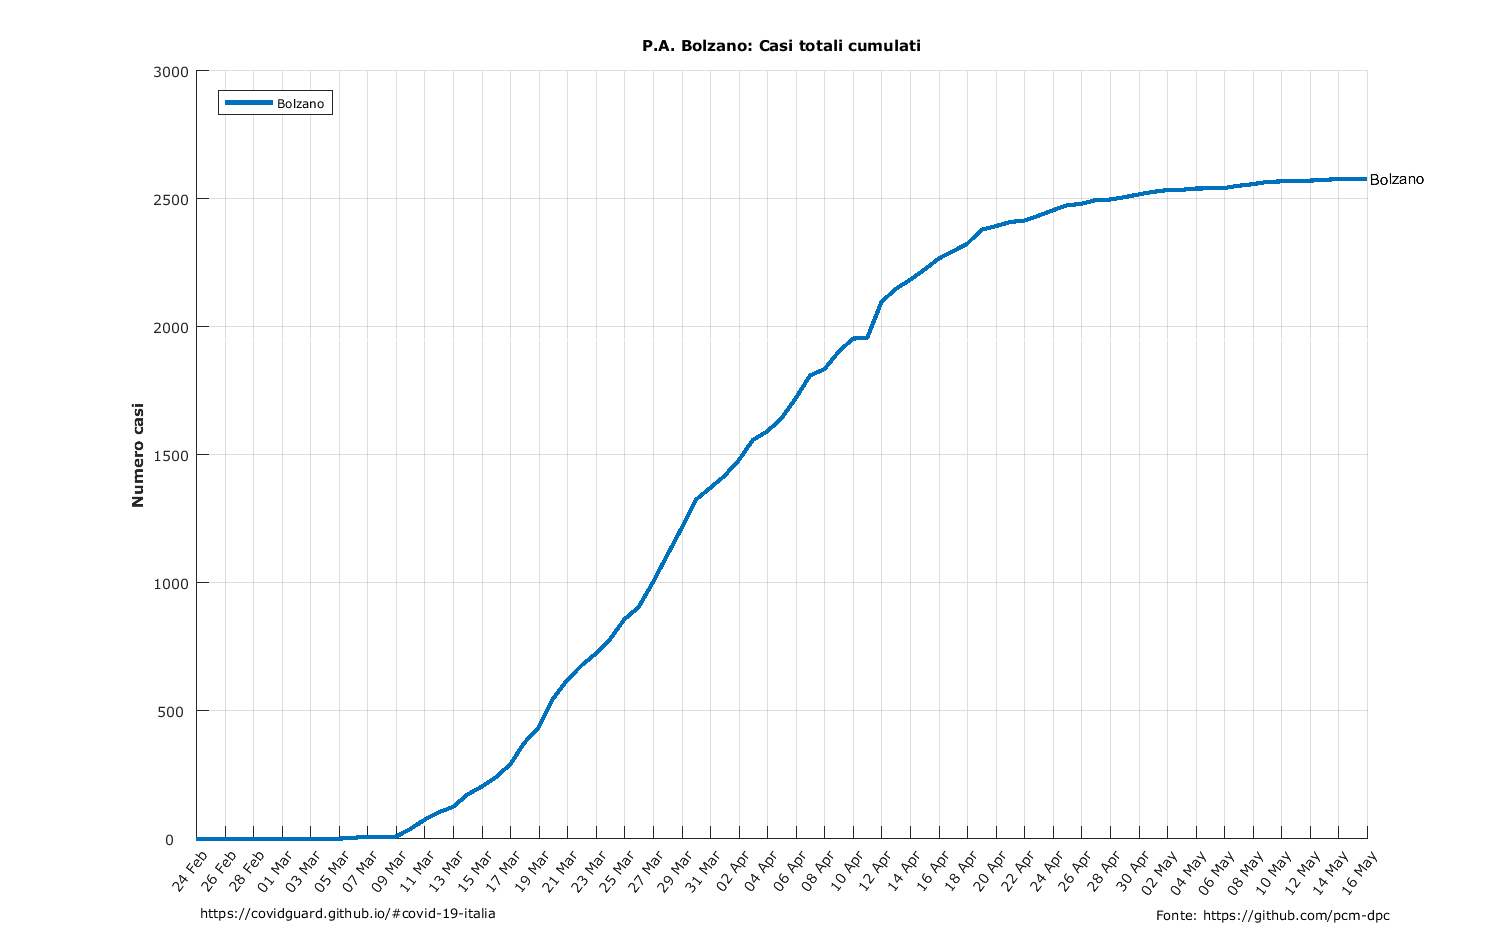 P.A. Bolzano: Casi totali cumulati
3000
Bolzano
Bolzano
2500
2000
1500
1000
500
0
Numero casi
24 Feb
26 Feb
28 Feb
01 Mar
03 Mar
05 Mar
07 Mar
09 Mar
11 Mar
13 Mar
15 Mar
17 Mar
19 Mar
21 Mar
23 Mar
25 Mar
27 Mar
29 Mar
31 Mar
02 Apr
04 Apr
06 Apr
08 Apr
10 Apr
12 Apr
14 Apr
16 Apr
18 Apr
20 Apr
22 Apr
24 Apr
26 Apr
28 Apr
30 Apr
02 May
04 May
06 May
08 May
10 May
12 May
14 May
16 May
https://covidguard.github.io/#covid-19-italia
Fonte: https://github.com/pcm-dpc